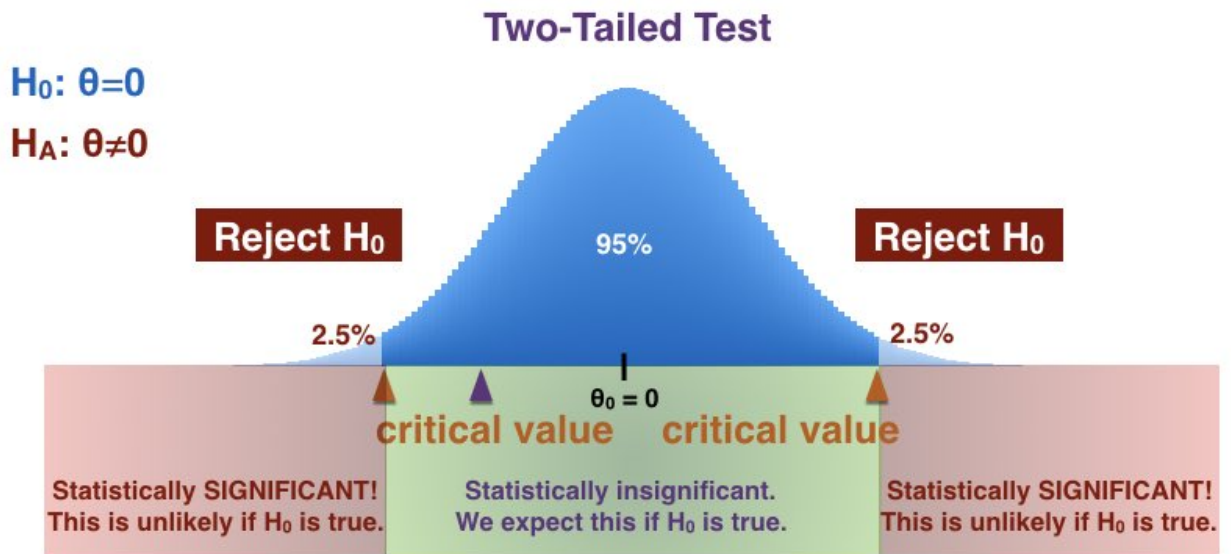 Two-Tailed Test
H₀: θ=0
Hᴀ: θ≠0
Reject H₀
Reject H₀
95%
2.5%
2.5%
θ₀ = 0
critical value
critical value
Statistically SIGNIFICANT!
This is unlikely if H₀ is true.
Statistically insignificant.
We expect this if H₀ is true.
Statistically SIGNIFICANT!
This is unlikely if H₀ is true.